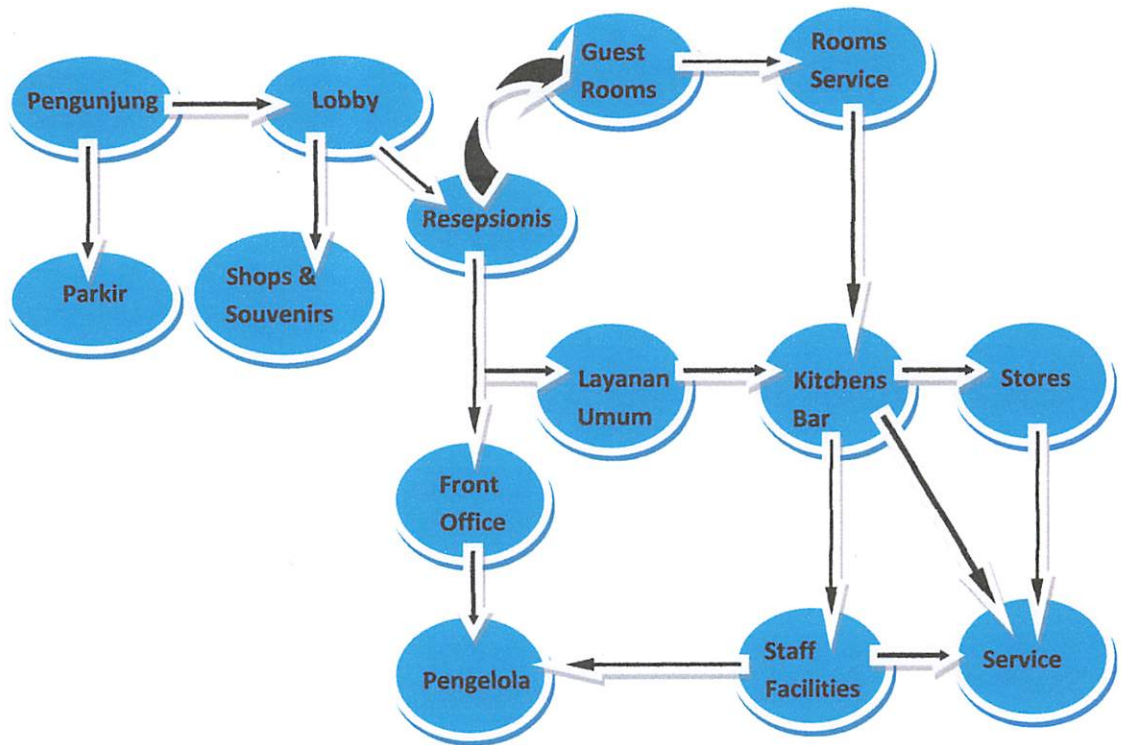 Pengunjung
Lobby
Guest
Rooms
Rooms
Service
Resepsionis
Parkir
Shops &
Souvenirs
Layanan
Umum
Kitchens
Bar
Stores
Front
Office
Pengelola
Staff
Facilities
Service